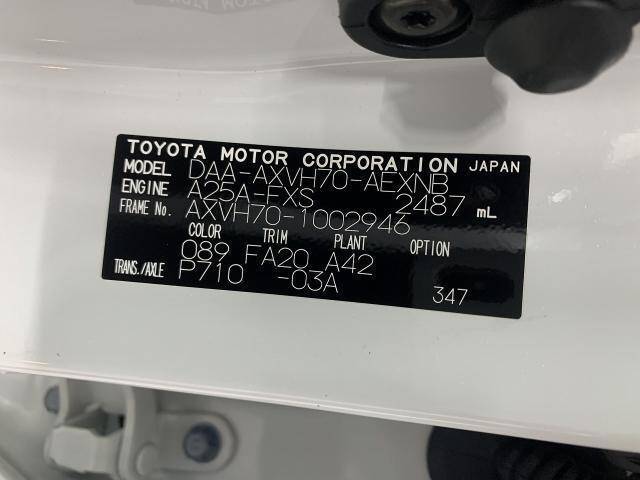 TOYOTA MOTOR CORPORATION JAPAN
MODEL DAA-AXVH70-AEXNB
ENGINE A25A-FXS 2487 mL
FRAME No. AXVH70-1002946
COLOR TRIM PLANT OPTION
089 FA20 A42
TRANS./AXLE P710 -03A
347